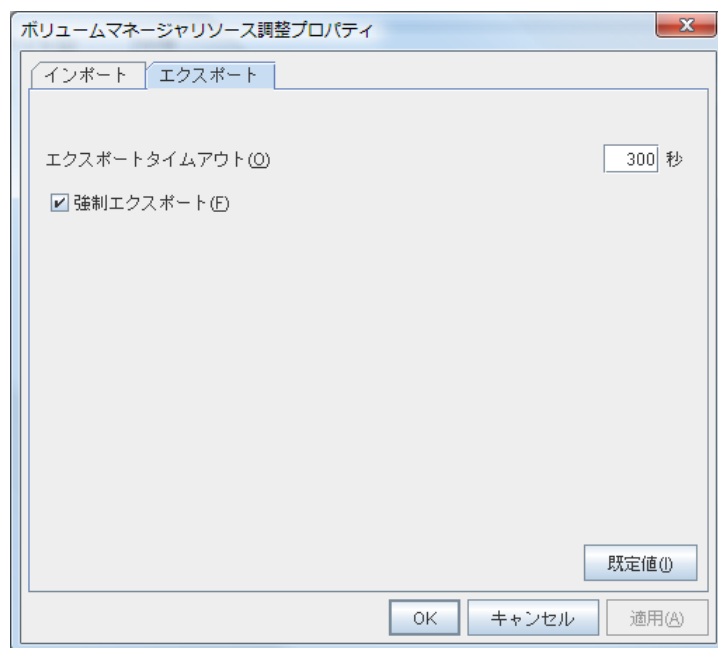 ボリュームマネージャリソース調整プロパティ
インポート エクスポート
エクスポートタイムアウト(O) 300 秒
強制エクスポート(F)
既定値(I)
OK キャンセル 適用(A)